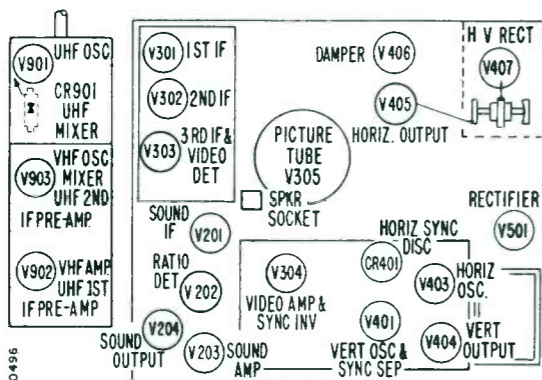 UHF OSC
V901
CR901
UHF
MIXER
V903
VHF OSC
MIXER
UHF 2ND
IF PRE-AMP
V902
VHF AMP
UHF 1ST
IF PRE-AMP
V301
1ST IF
V302
2ND IF
V303
3RD IF &
VIDEO
DET
SOUND
IF
V201
RATIO
DET
V202
V204
SOUND
OUTPUT
V203
SOUND
AMP
PICTURE
TUBE
V305
SPKR
SOCKET
DAMPER
V406
V405
HORIZ. OUTPUT
H V RECT
V407
RECTIFIER
V501
HORIZ SYNC
DISC
CR401
V304
VIDEO AMP &
SYNC INV
V403
HORIZ
OSC.
V401
VERT OSC &
SYNC SEP
V404
VERT
OUTPUT
0496